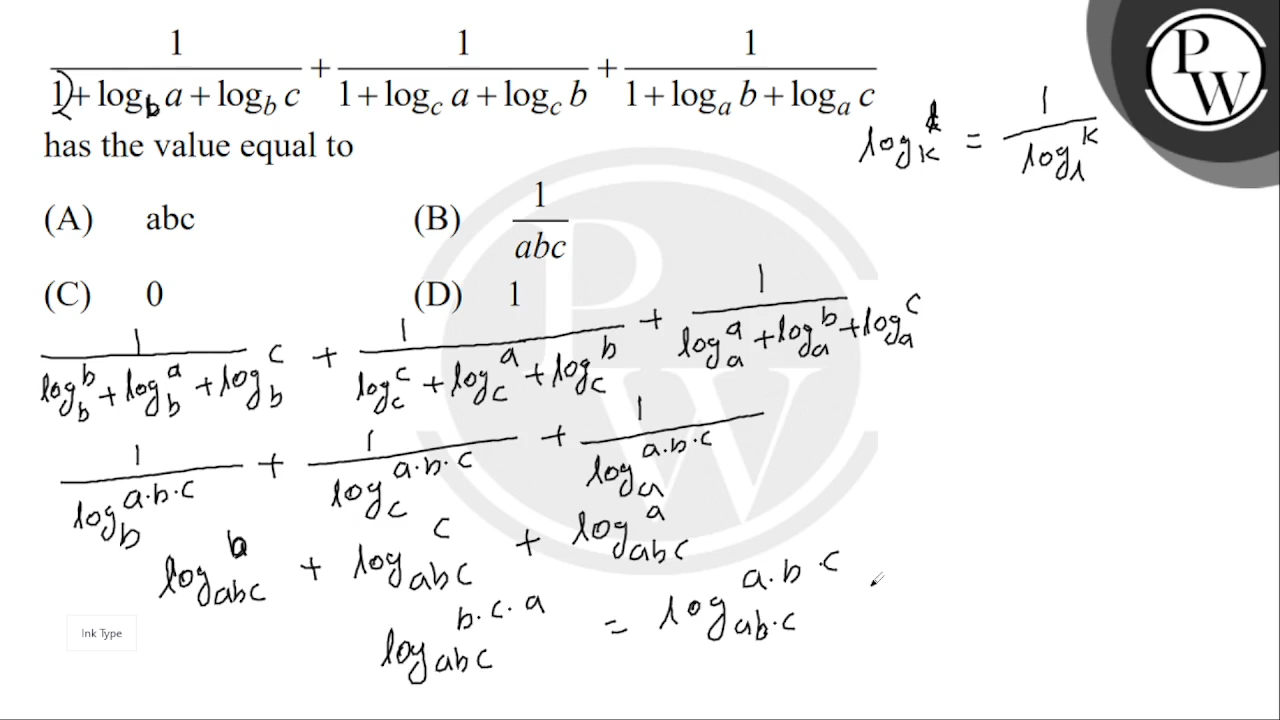 1/(1+log_b a+log_b c) + 1/(1+log_c a+log_c b) + 1/(1+log_a b+log_a c)
has the value equal to
log_k l = 1/(log_l k)
(A) abc (B) 1/abc
(C) 0 (D) 1
1/(log_b b + log_b a + log_b c) + 1/(log_c c + log_c a + log_c b) + 1/(log_a a + log_a b + log_a c)
1/(log_b a·b·c) + 1/(log_c a·b·c) + 1/(log_a a·b·c)
log_abc b + log_abc c + log_abc a
log_abc b·c·a = log_ab·c a·b·c
Ink Type
P
W
P
W